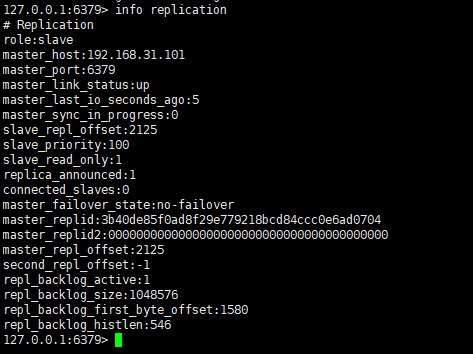 127.0.0.1:6379> info replication
# Replication
role:slave
master_host:192.168.31.101
master_port:6379
master_link_status:up
master_last_io_seconds_ago:5
master_sync_in_progress:0
slave_repl_offset:2125
slave_priority:100
slave_read_only:1
replica_announced:1
connected_slaves:0
master_failover_state:no-failover
master_replid:3b40de85f0ad8f29e779218bcd84ccc0e6ad0704
master_replid2:0000000000000000000000000000000000000000
master_repl_offset:2125
second_repl_offset:-1
repl_backlog_active:1
repl_backlog_size:1048576
repl_backlog_first_byte_offset:1580
repl_backlog_histlen:546
127.0.0.1:6379>